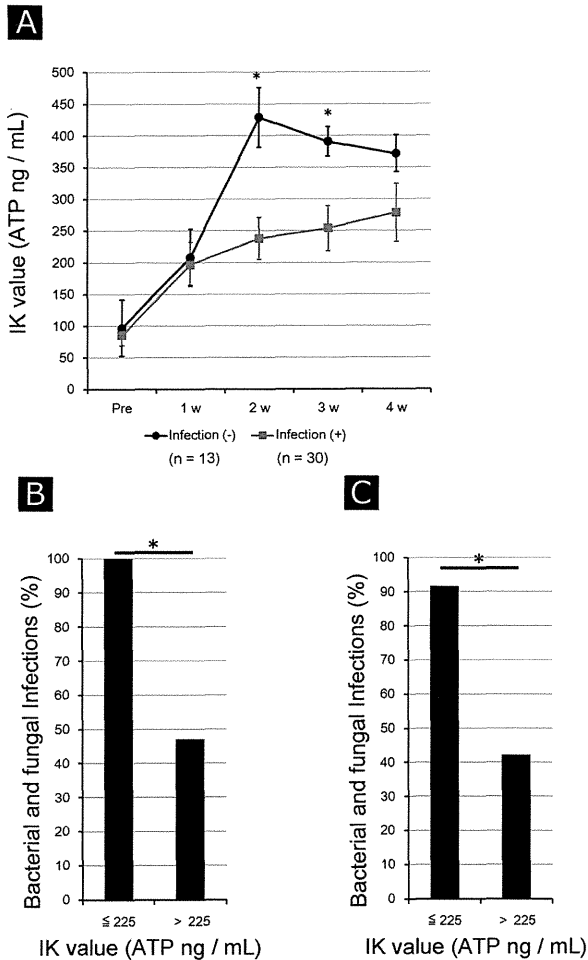 A
IK value (ATP ng / mL)
500
450
400
350
300
250
200
150
100
50
0
*
*
Pre 1 w 2 w 3 w 4 w
Infection (-) Infection (+)
(n = 13) (n = 30)
B
Bacterial and fungal Infections (%)
100
90
80
70
60
50
40
30
20
10
0
*
≦ 225 > 225
IK value (ATP ng / mL)
C
Bacterial and fungal Infections (%)
100
90
80
70
60
50
40
30
20
10
0
*
≦ 225 > 225
IK value (ATP ng / mL)